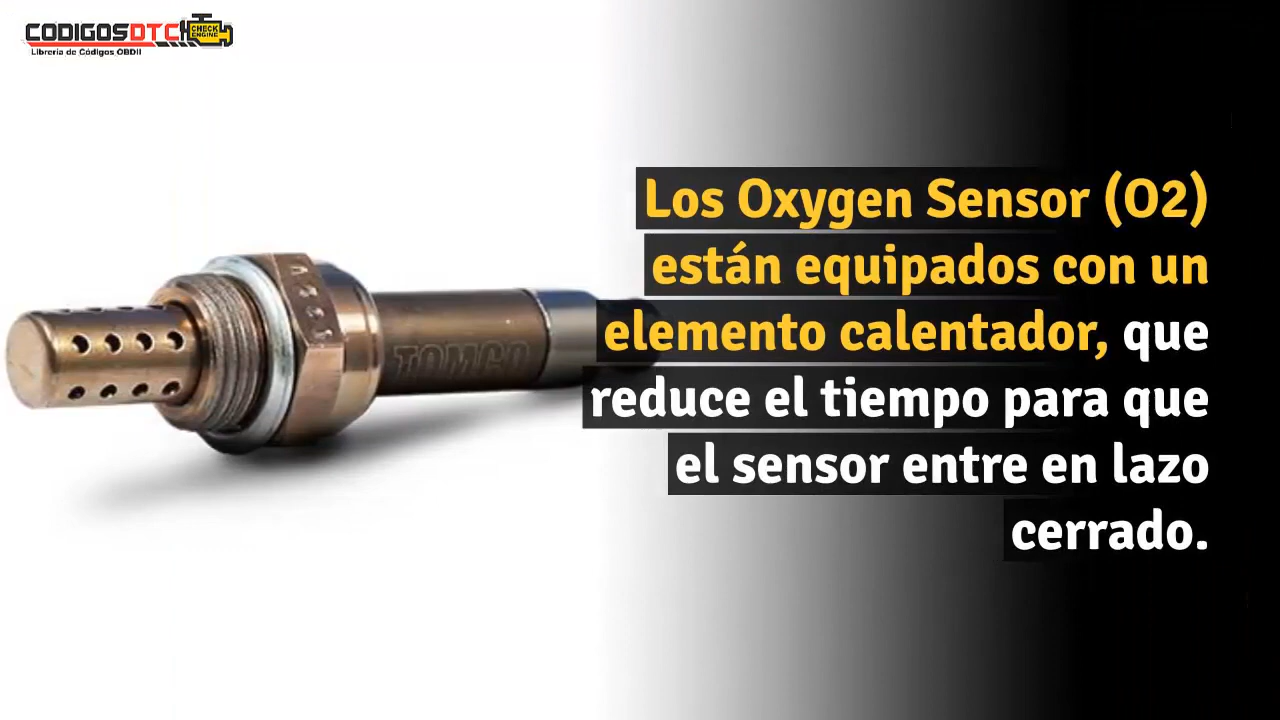 CODIGOSDTC
CHECK
ENGINE
Librería de Códigos OBDII
Los Oxygen Sensor (O2)
están equipados con un
elemento calentador, que
reduce el tiempo para que
el sensor entre en lazo
cerrado.
TOMCO